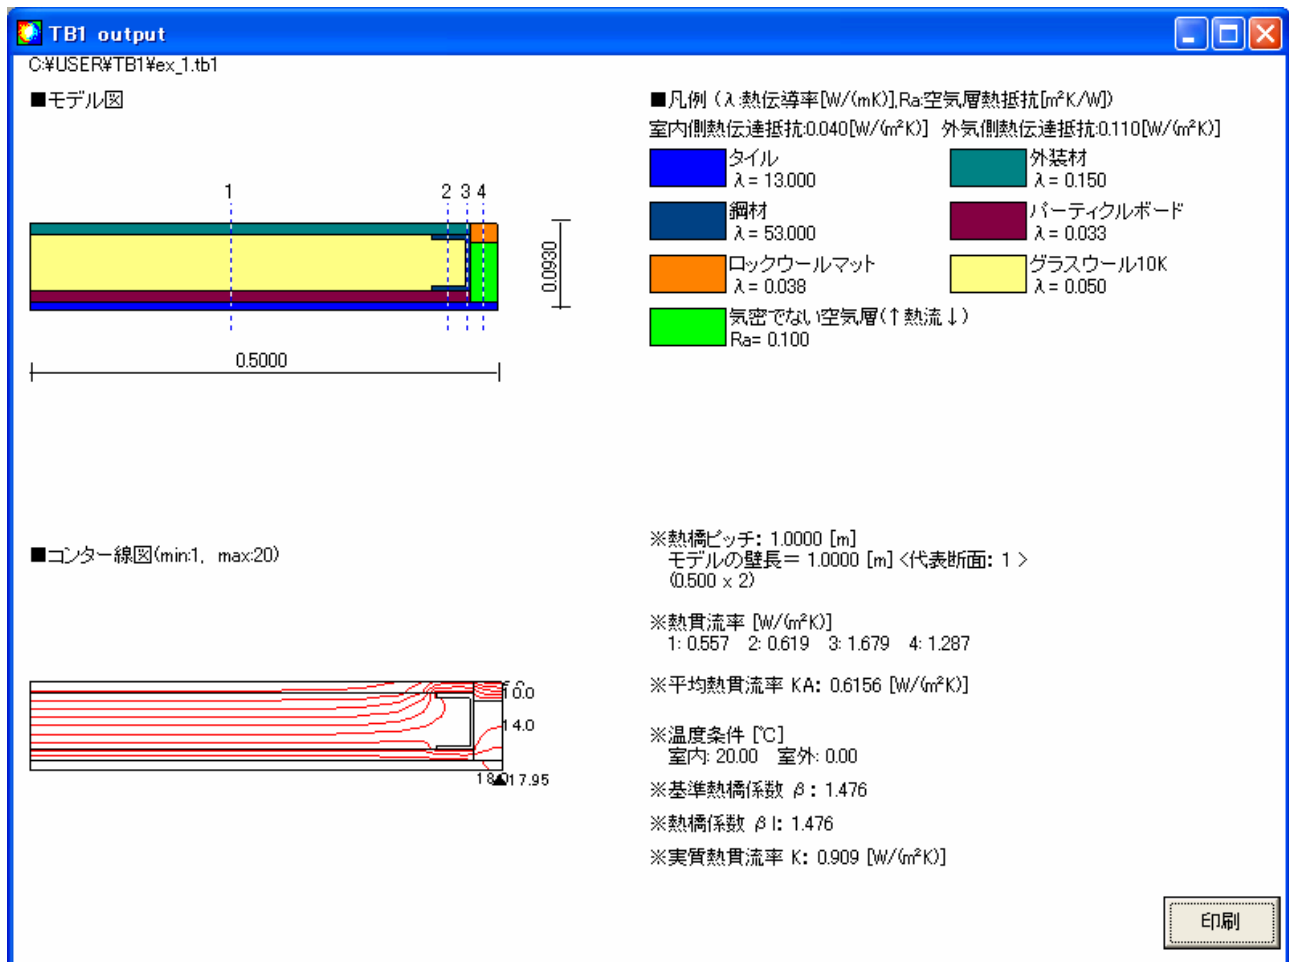 TB1 output
C:¥USER¥TB1¥ex_1.tb1
■モデル図
1 2 3 4
0.0930
0.5000
■凡例 (λ:熱伝導率[W/(mK)],Ra:空気層熱抵抗[m²K/W])
室内側熱伝達抵抗:0.040[W/(m²K)] 外気側熱伝達抵抗:0.110[W/(m²K)]
タイル
λ= 13.000
外装材
λ= 0.150
鋼材
λ= 53.000
パーティクルボード
λ= 0.033
ロックウールマット
λ= 0.038
グラスウール10K
λ= 0.050
気密でない空気層(↑熱流↓)
Ra= 0.100
■コンター線図(min:1, max:20)
10.0
14.0
18.0
17.95
※熱橋ピッチ: 1.0000 [m]
モデルの壁長= 1.0000 [m] <代表断面: 1 >
(0.500 x 2)
※熱貫流率 [W/(m²K)]
1: 0.557 2: 0.619 3: 1.679 4: 1.287
※平均熱貫流率 KA: 0.6156 [W/(m²K)]
※温度条件 [℃]
室内: 20.00 室外: 0.00
※基準熱橋係数 β: 1.476
※熱橋係数 βI: 1.476
※実質熱貫流率 K: 0.909 [W/(m²K)]
印刷